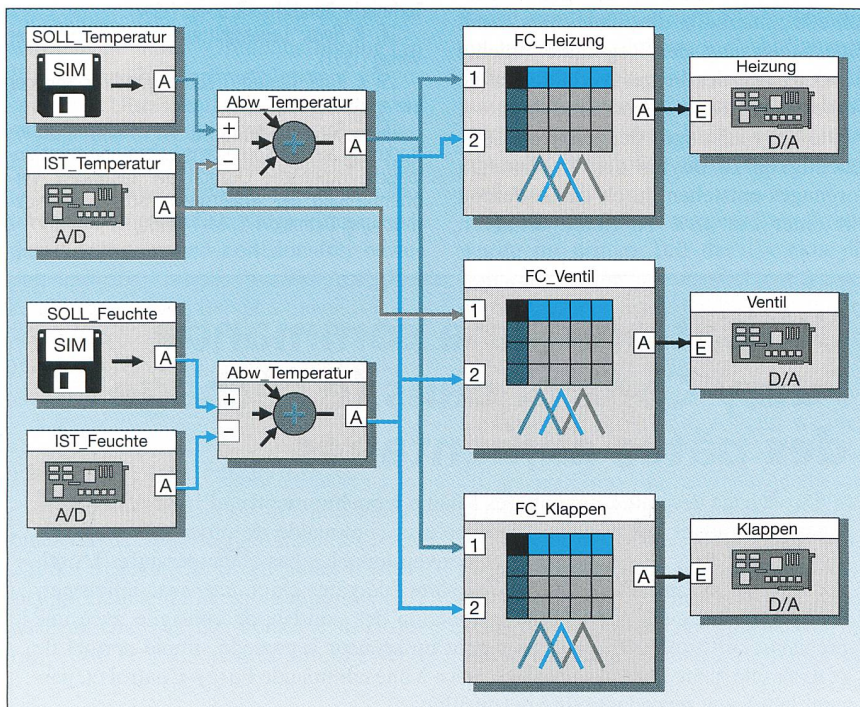 SOLL_Temperatur
SIM
A
IST_Temperatur
A/D
A
SOLL_Feuchte
SIM
A
IST_Feuchte
A/D
A
Abw_Temperatur
+
−
A
Abw_Temperatur
+
−
A
FC_Heizung
1
2
A
FC_Ventil
1
2
A
FC_Klappen
1
2
A
Heizung
E
D/A
Ventil
E
D/A
Klappen
E
D/A